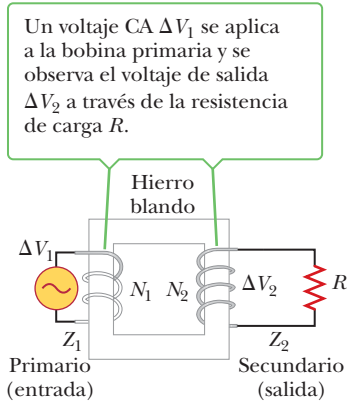 Un voltaje CA ΔV₁ se aplica
a la bobina primaria y se
observa el voltaje de salida
ΔV₂ a través de la resistencia
de carga R.
Hierro
blando
ΔV₁
N₁
N₂
ΔV₂
R
Z₁
Z₂
Primario
(entrada)
Secundario
(salida)